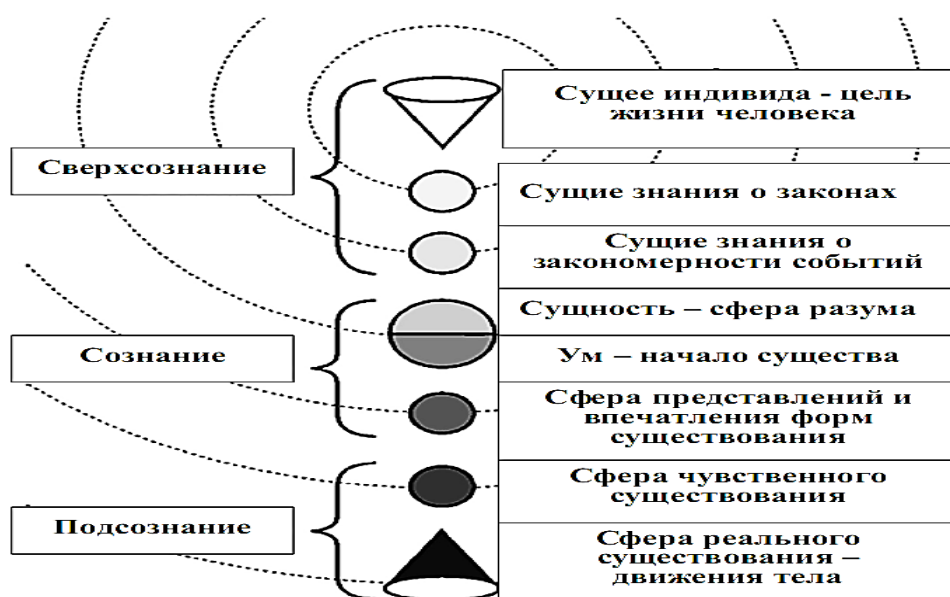 Сущее индивида - цель
жизни человека
Сверхсознание
Сущие знания о законах
Сущие знания о
закономерности событий
Сущность – сфера разума
Сознание
Ум – начало существа
Сфера представлений и
впечатления форм
существования
Сфера чувственного
существования
Подсознание
Сфера реального
существования –
движения тела